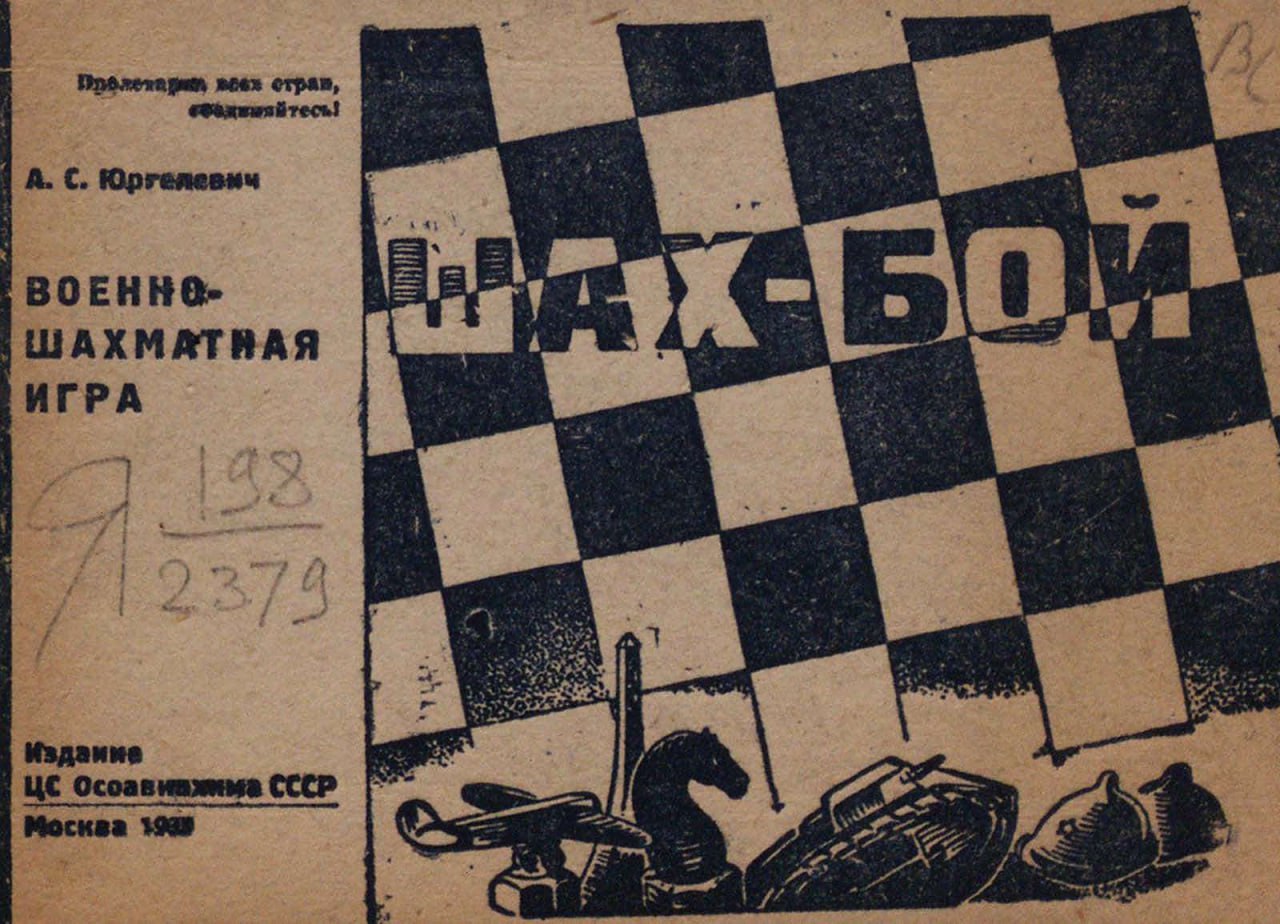 Пролетарии всех стран,
соединяйтесь!
А. С. Юргелевич
ВОЕННО-
ШАХМАТНАЯ
ИГРА
Я 198
2379
Издание
ЦС Осоавиахима СССР
Москва
ШАХ-БОЙ